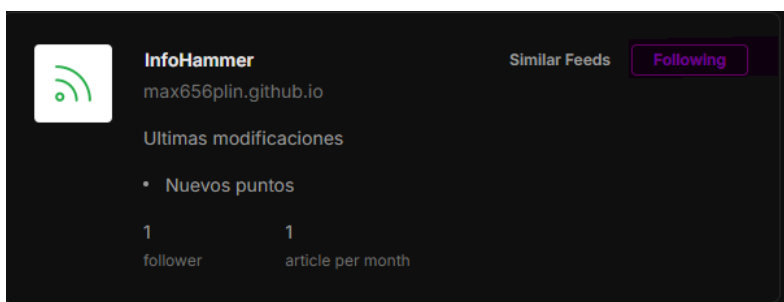 InfoHammer
Similar Feeds
Following
max656plin.github.io
Ultimas modificaciones
• Nuevos puntos
1 1
follower article per month